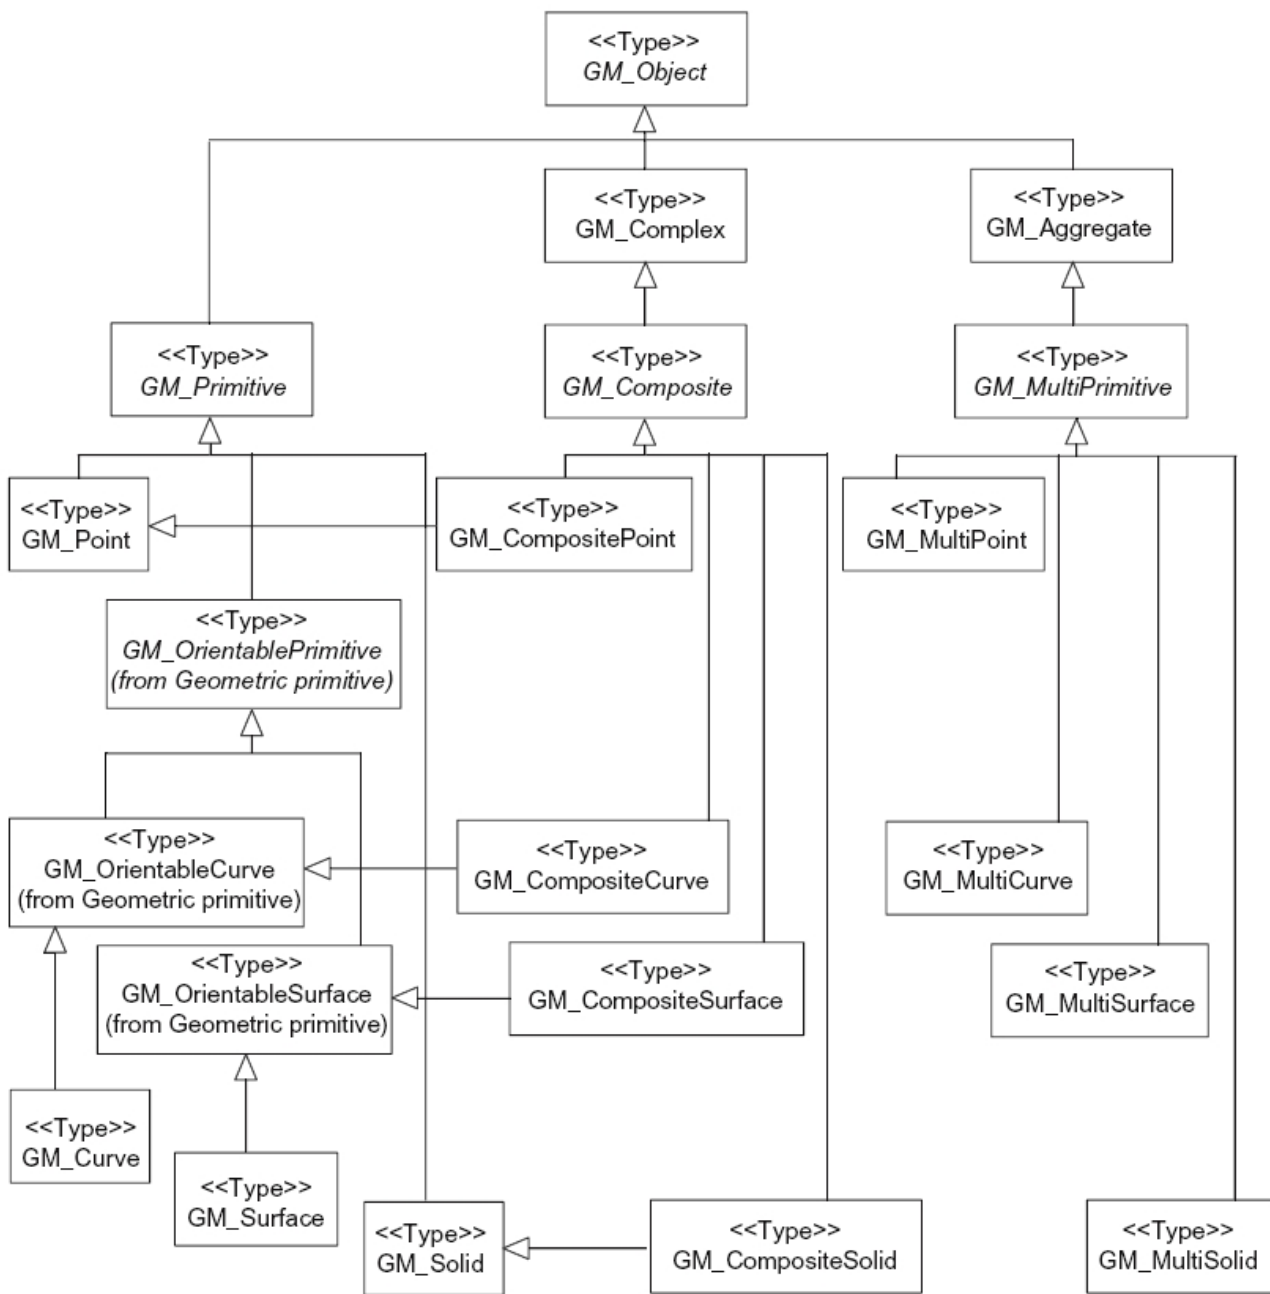 <<Type>>
GM_Object
<<Type>>
GM_Complex
<<Type>>
GM_Aggregate
<<Type>>
GM_Primitive
<<Type>>
GM_Composite
<<Type>>
GM_MultiPrimitive
<<Type>>
GM_Point
<<Type>>
GM_CompositePoint
<<Type>>
GM_MultiPoint
<<Type>>
GM_OrientablePrimitive
(from Geometric primitive)
<<Type>>
GM_OrientableCurve
(from Geometric primitive)
<<Type>>
GM_CompositeCurve
<<Type>>
GM_MultiCurve
<<Type>>
GM_OrientableSurface
(from Geometric primitive)
<<Type>>
GM_CompositeSurface
<<Type>>
GM_MultiSurface
<<Type>>
GM_Curve
<<Type>>
GM_Surface
<<Type>>
GM_Solid
<<Type>>
GM_CompositeSolid
<<Type>>
GM_MultiSolid